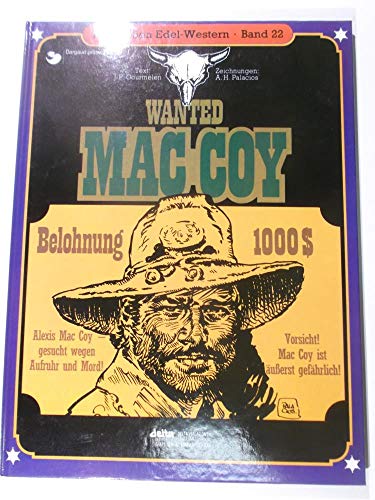 Edel-Western · Band 22
Text:
Zeichnungen:
J.-P. Gourmelen
A. H. Palacios
WANTED
MAC COY
Belohnung 1000 $
Alexis Mac Coy –
gesucht wegen
Aufruhr und Mord!
Vorsicht!
Mac Coy ist
äußerst gefährlich!
PALACIOS
delta